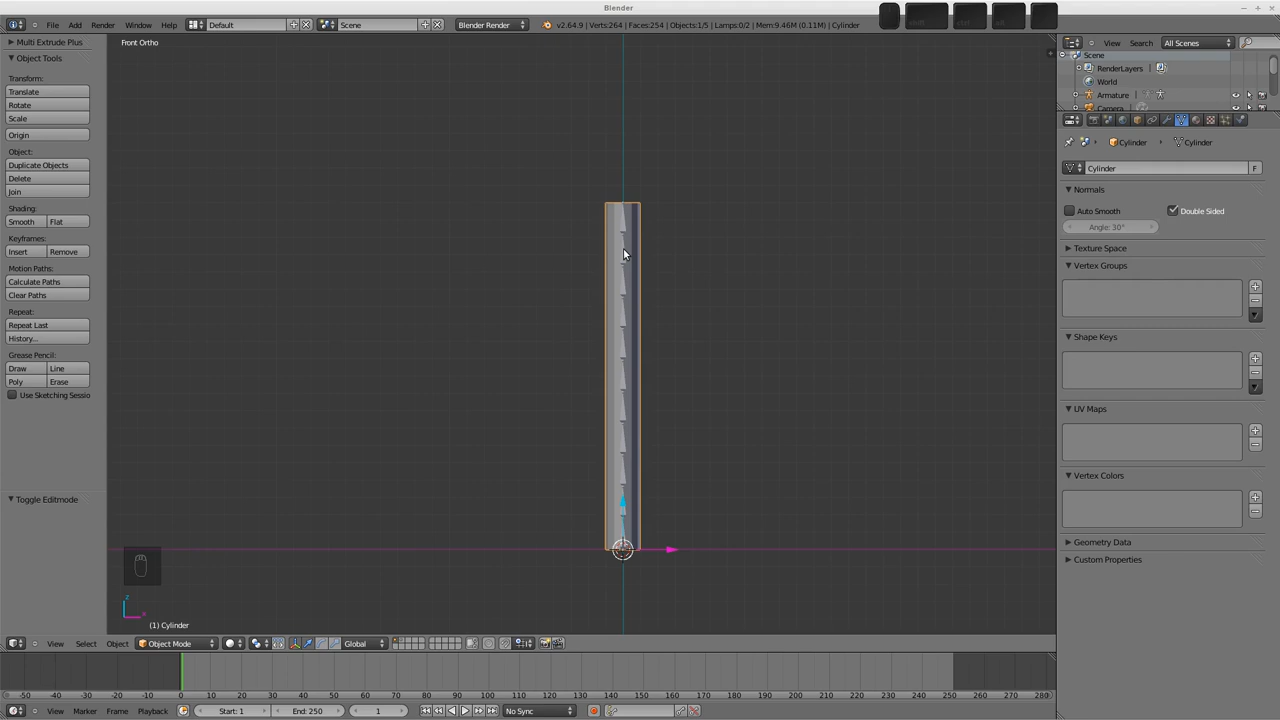 Blender
File Add Render Window Help Default Scene Blender Render v2.64.9 | Verts:264 | Faces:254 | Objects:1/5 | Lamps:0/2 | Mem:9.46M (0.11M) | Cylinder
Multi Extrude Plus
Object Tools
Transform:
Translate
Rotate
Scale
Origin
Object:
Duplicate Objects
Delete
Join
Shading:
Smooth Flat
Keyframes:
Insert Remove
Motion Paths:
Calculate Paths
Clear Paths
Repeat:
Repeat Last
History...
Grease Pencil:
Draw Line
Poly Erase
Use Sketching Sessio
Toggle Editmode
Front Ortho
z
x
(1) Cylinder
View Select Object Object Mode Global
-50 -40 -30 -20 -10 0 10 20 30 40 50 60 70 80 90 100 110 120 130 140 150 160 170 180 190 200 210 220 230 240 250 260 270 280
View Marker Frame Playback Start: 1 End: 250 1 No Sync
View Search All Scenes
Scene
RenderLayers
World
Armature
Camera
Cylinder Cylinder
Cylinder F
Normals
Auto Smooth Double Sided
Angle: 30°
Texture Space
Vertex Groups
Shape Keys
UV Maps
Vertex Colors
Geometry Data
Custom Properties